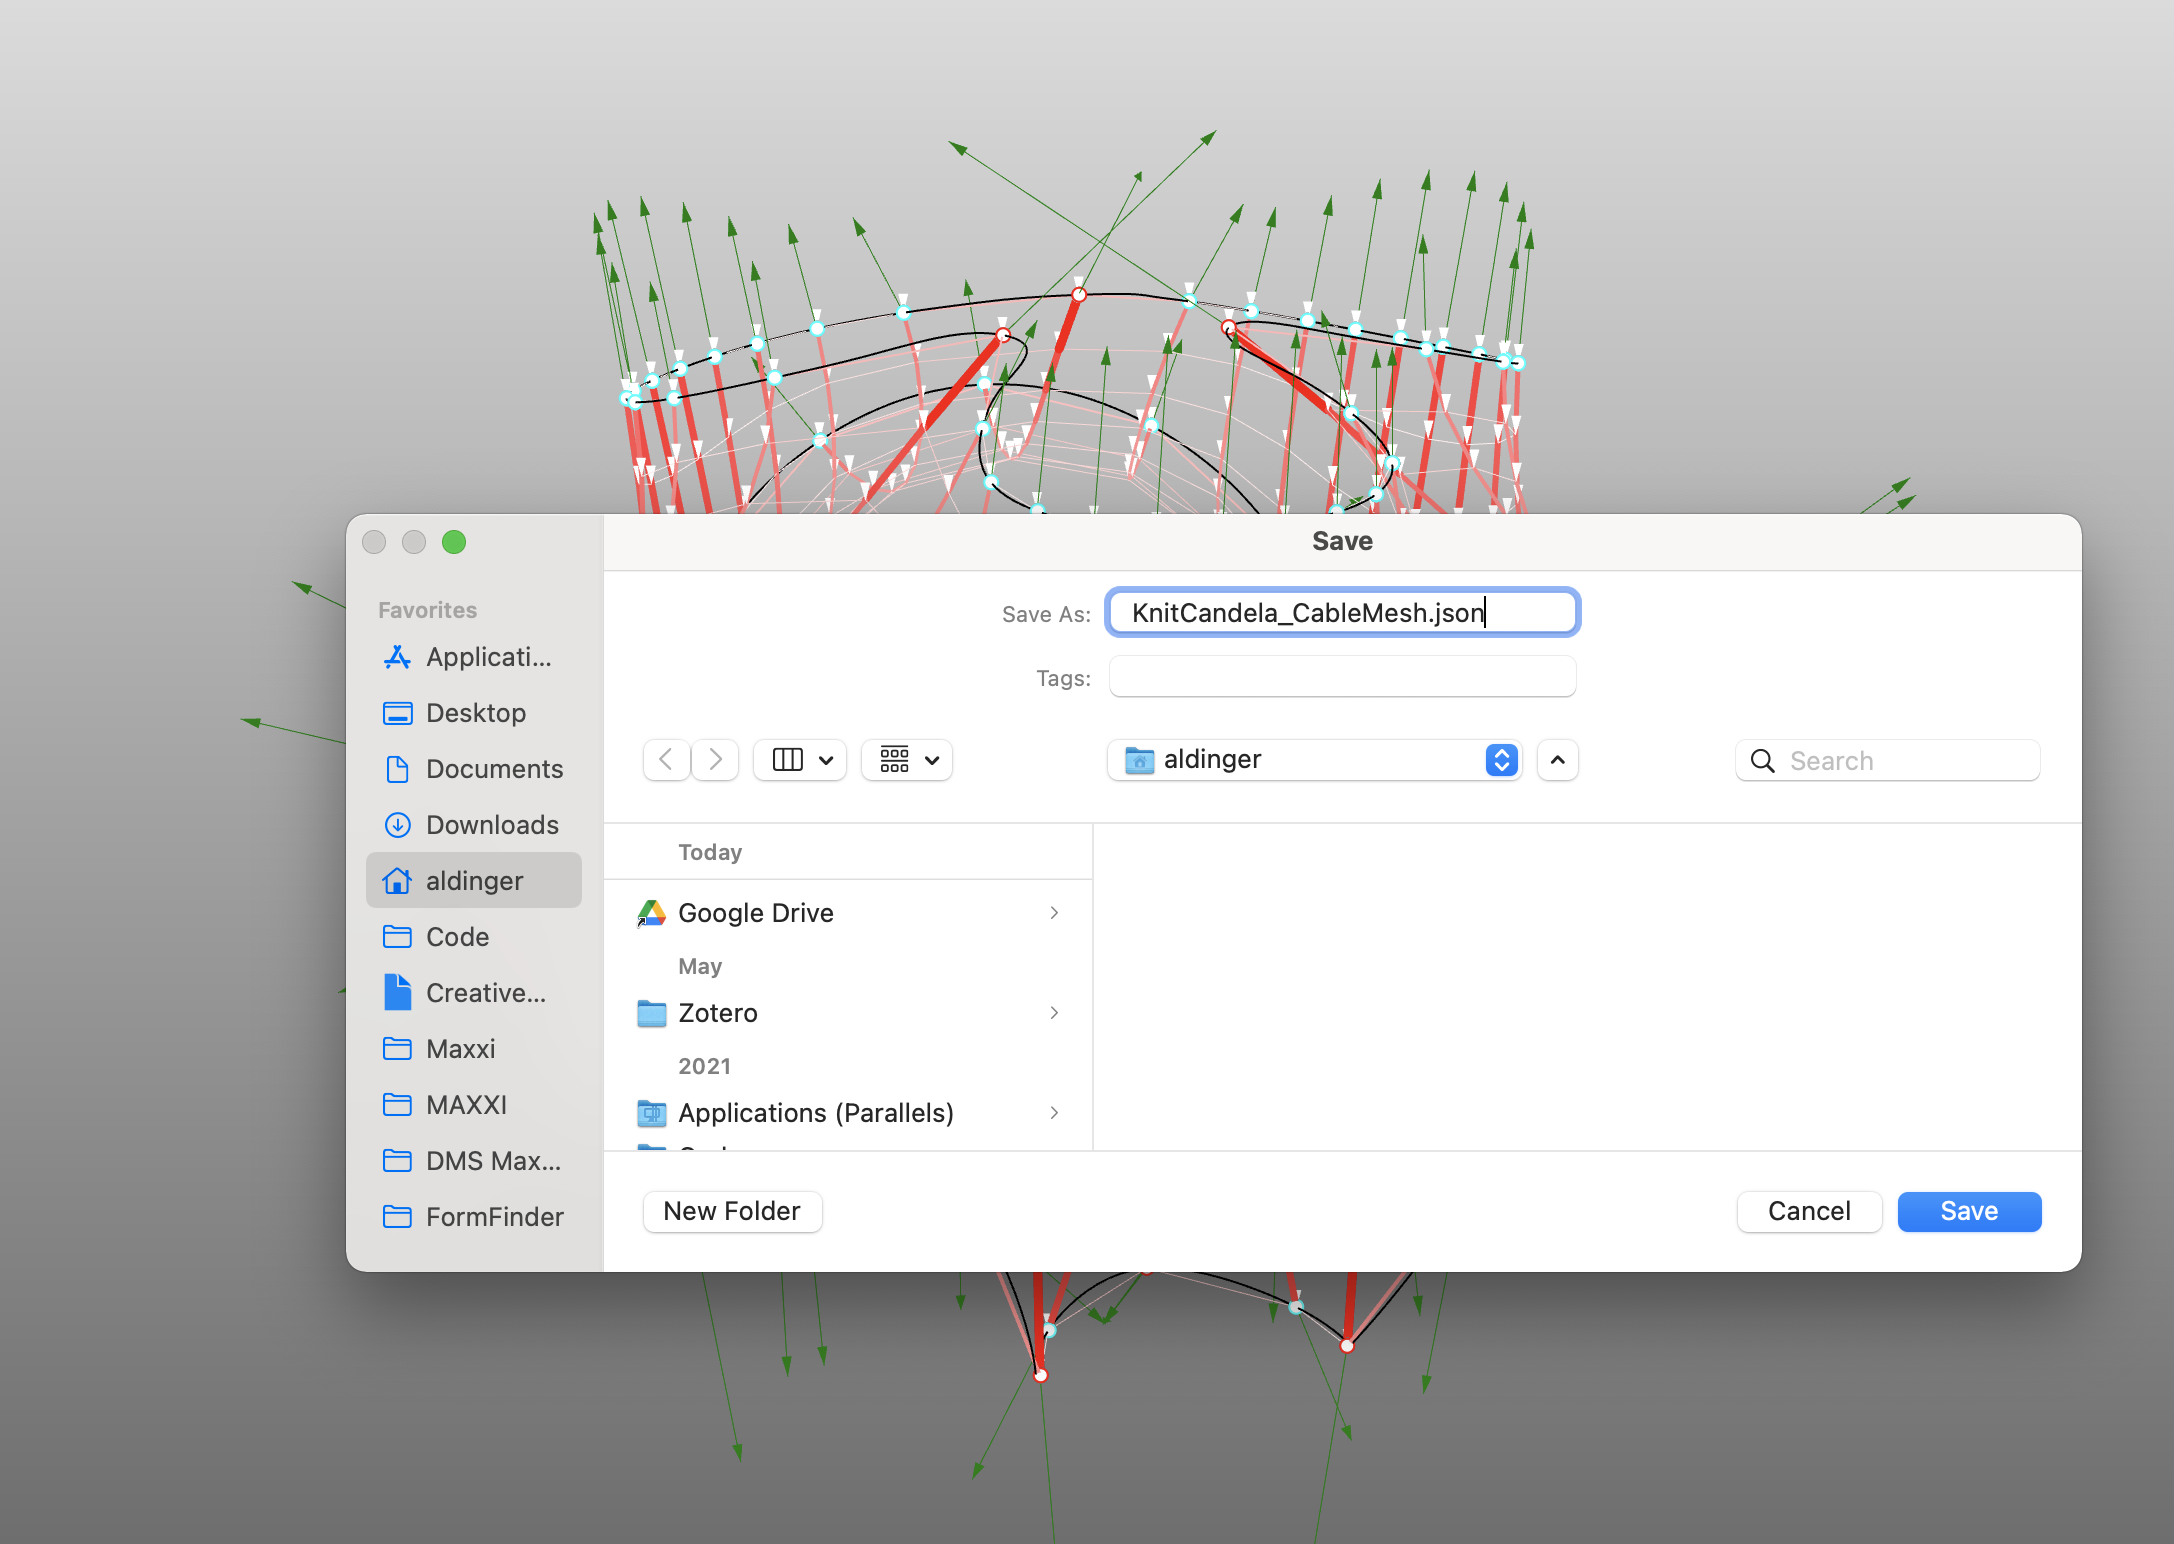 Save
Favorites
Applicati...
Desktop
Documents
Downloads
aldinger
Code
Creative...
Maxxi
MAXXI
DMS Max...
FormFinder
Save As:
KnitCandela_CableMesh.json
Tags:
aldinger
Search
Today
Google Drive
May
Zotero
2021
Applications (Parallels)
New Folder
Cancel
Save